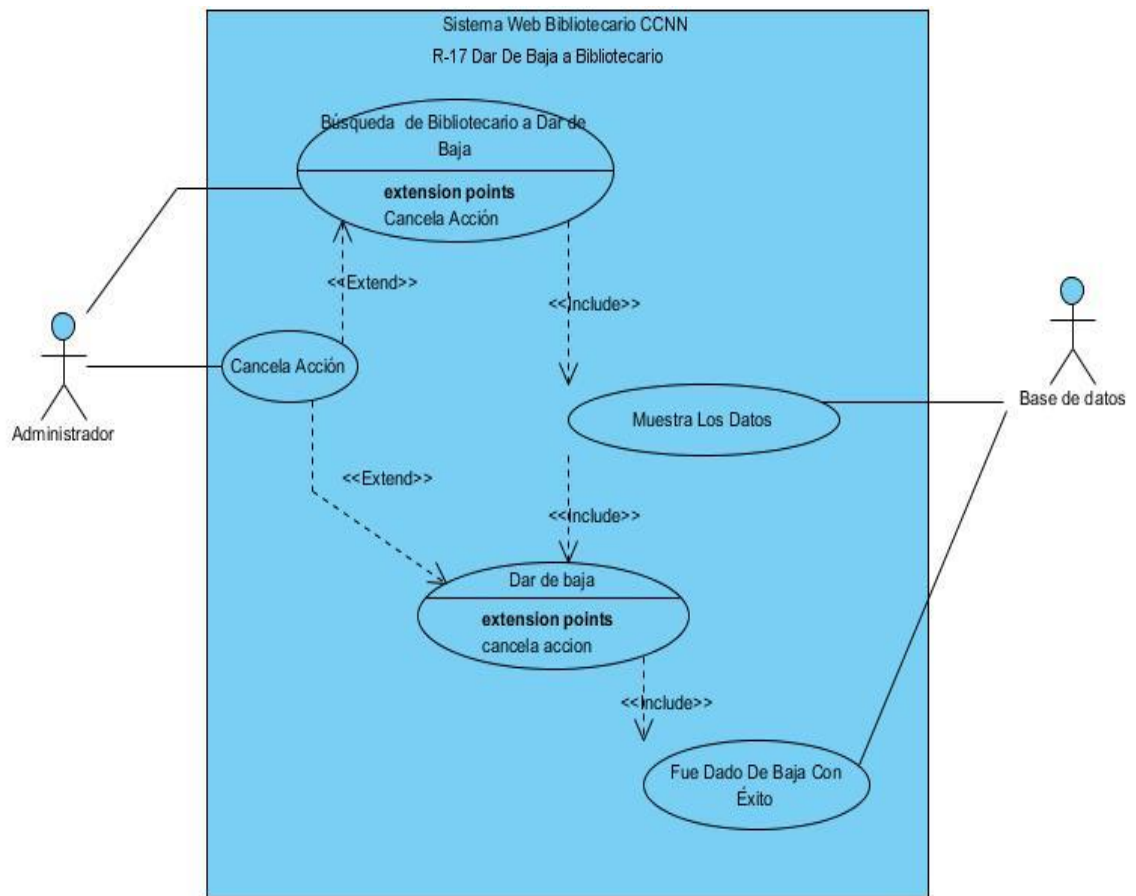 Sistema Web Bibliotecario CCNN
R-17 Dar De Baja a Bibliotecario
Búsqueda de Bibliotecario a Dar de
Baja
extension points
Cancela Acción
<<Extend>>
<<Include>>
Cancela Acción
Administrador
Muestra Los Datos
Base de datos
<<Extend>>
<<Include>>
Dar de baja
extension points
cancela accion
<<Include>>
Fue Dado De Baja Con
Éxito